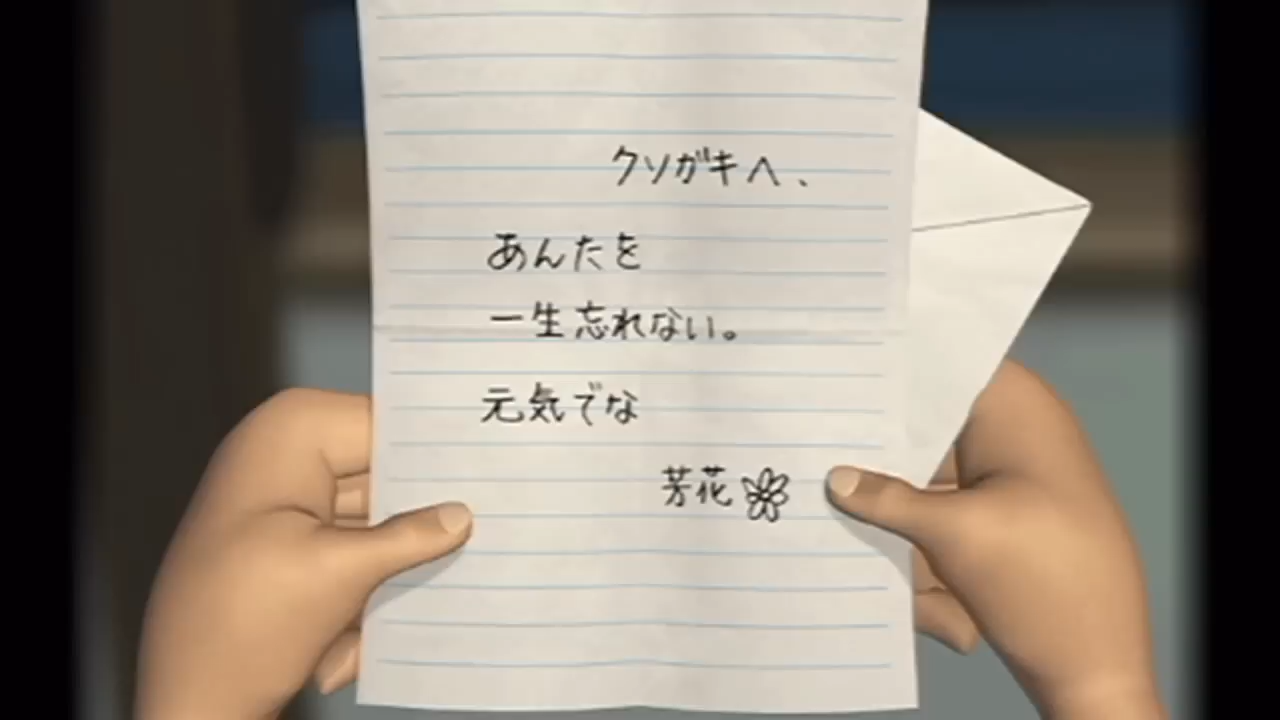 クソガキへ、
あんたを
一生忘れない。
元気でな
芳花